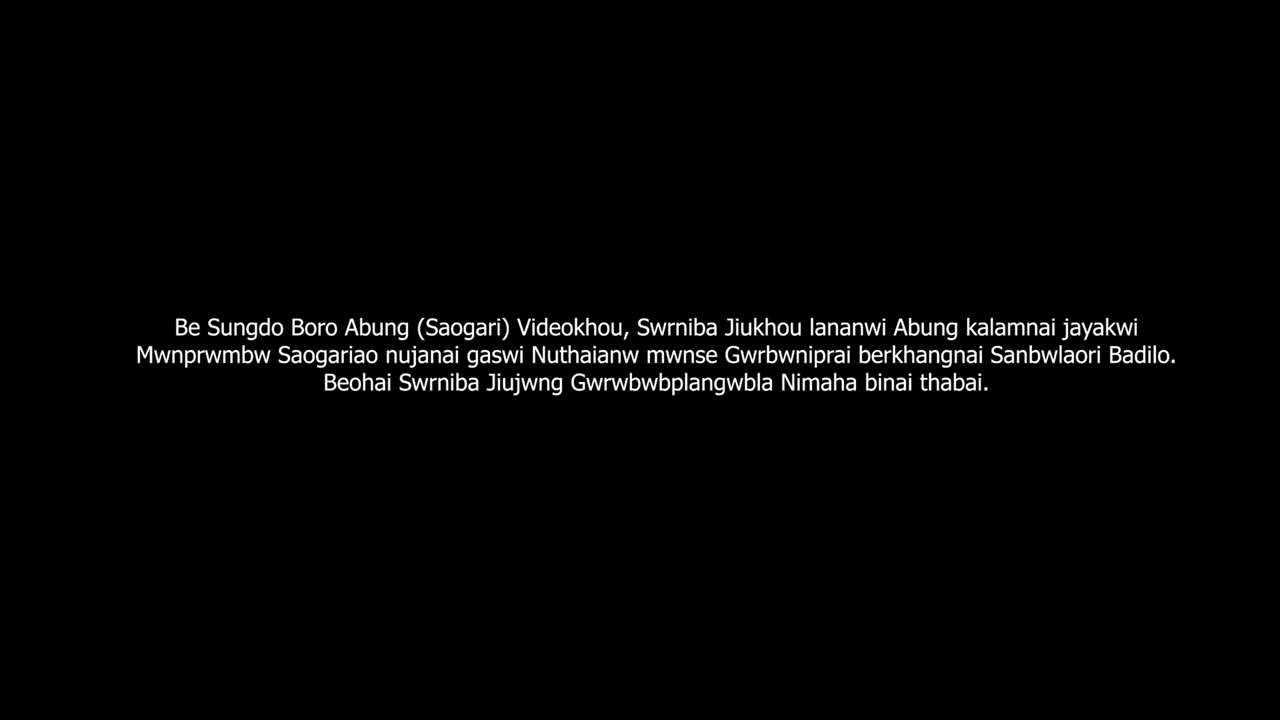 Be Sungdo Boro Abung (Saogari) Videokhou, Swrniba Jiukhou lananwi Abung kalamnai jayakwi
Mwnprwmbw Saogariao nujanai gaswi Nuthaianw mwnse Gwrbwniprai berkhangnai Sanbwlaori Badilo.
Beohai Swrniba Jiujwng Gwrwbwbplangwbla Nimaha binai thabai.